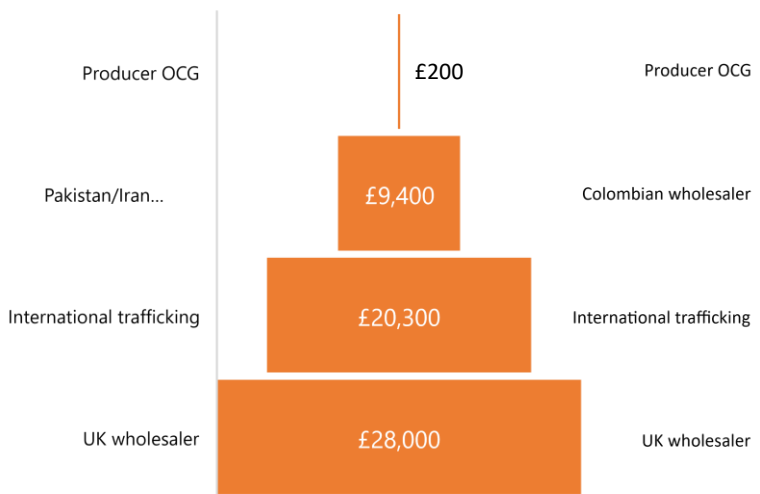 Producer OCG £200 Producer OCG
Pakistan/Iran... £9,400 Colombian wholesaler
International trafficking £20,300 International trafficking
UK wholesaler £28,000 UK wholesaler